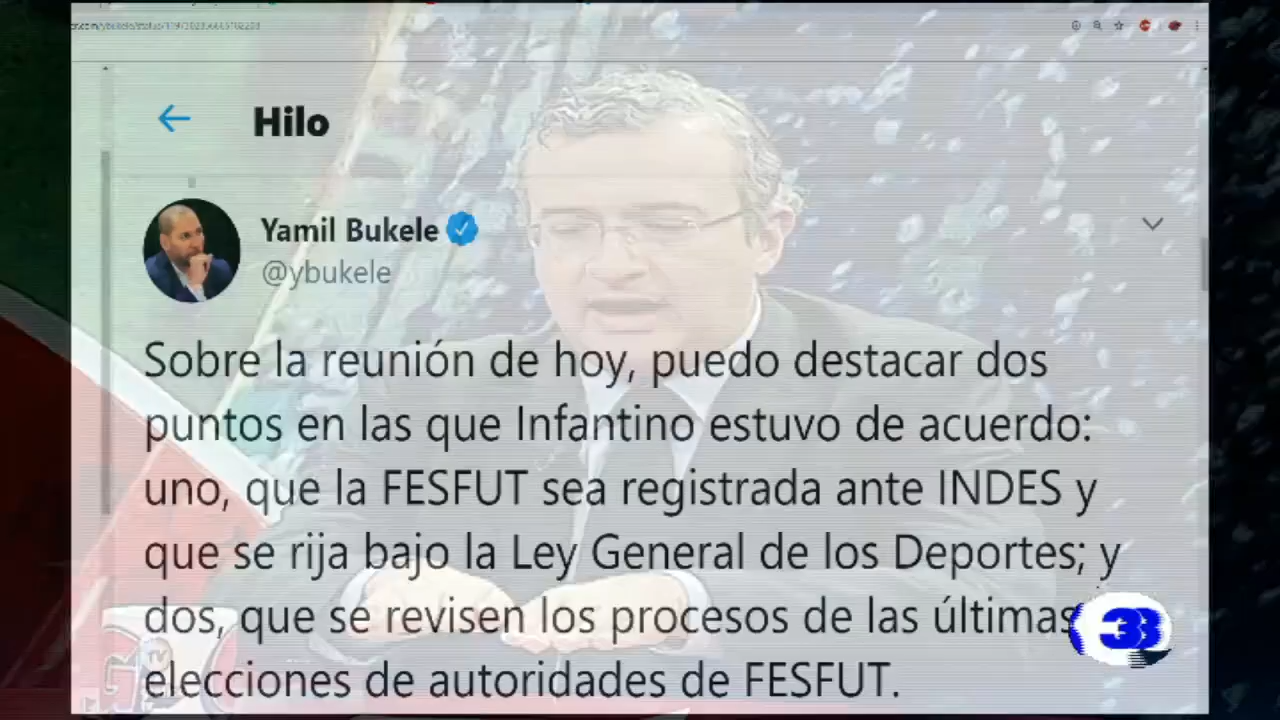 Hilo
Yamil Bukele
@ybukele
Sobre la reunión de hoy, puedo destacar dos
puntos en las que Infantino estuvo de acuerdo:
uno, que la FESFUT sea registrada ante INDES y
que se rija bajo la Ley General de los Deportes; y
dos, que se revisen los procesos de las últimas
elecciones de autoridades de FESFUT.
33
TV